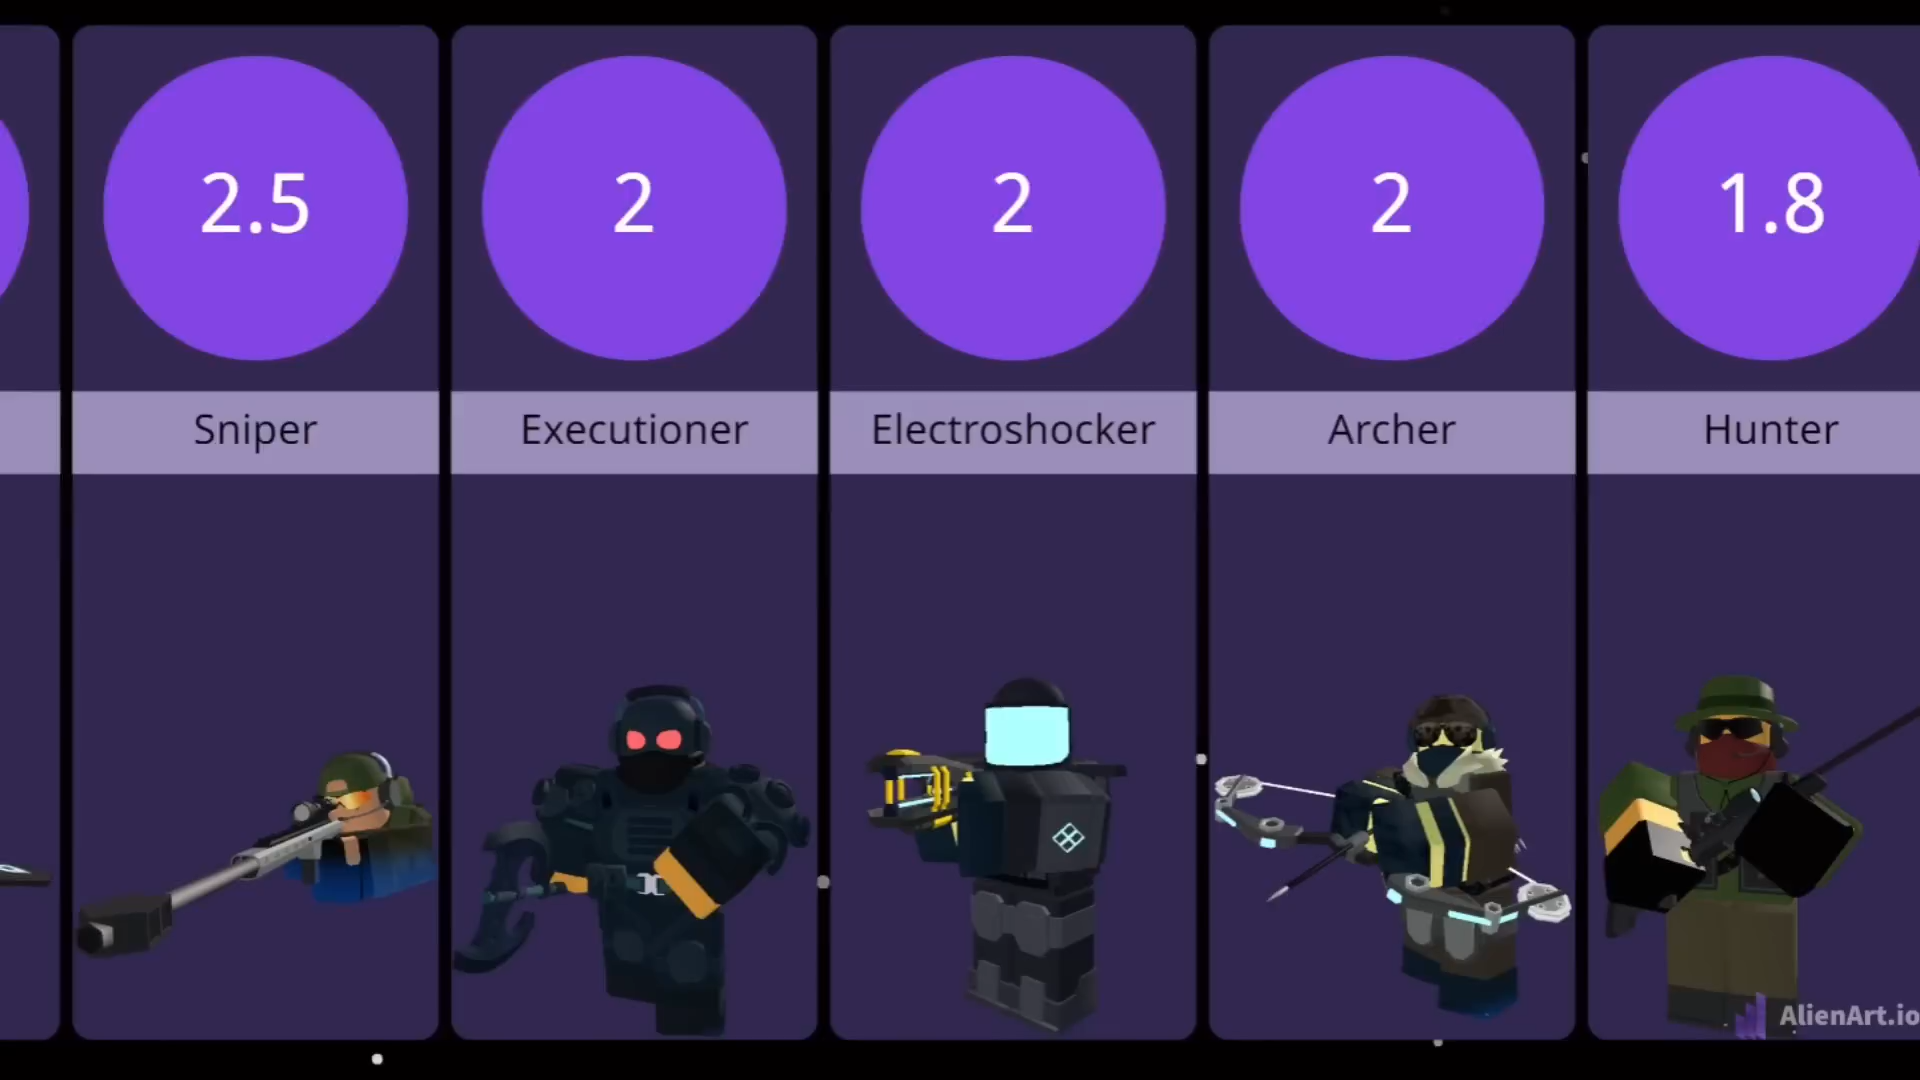 2.5
2
2
2
1.8
Sniper
Executioner
Electroshocker
Archer
Hunter
AlienArt.io